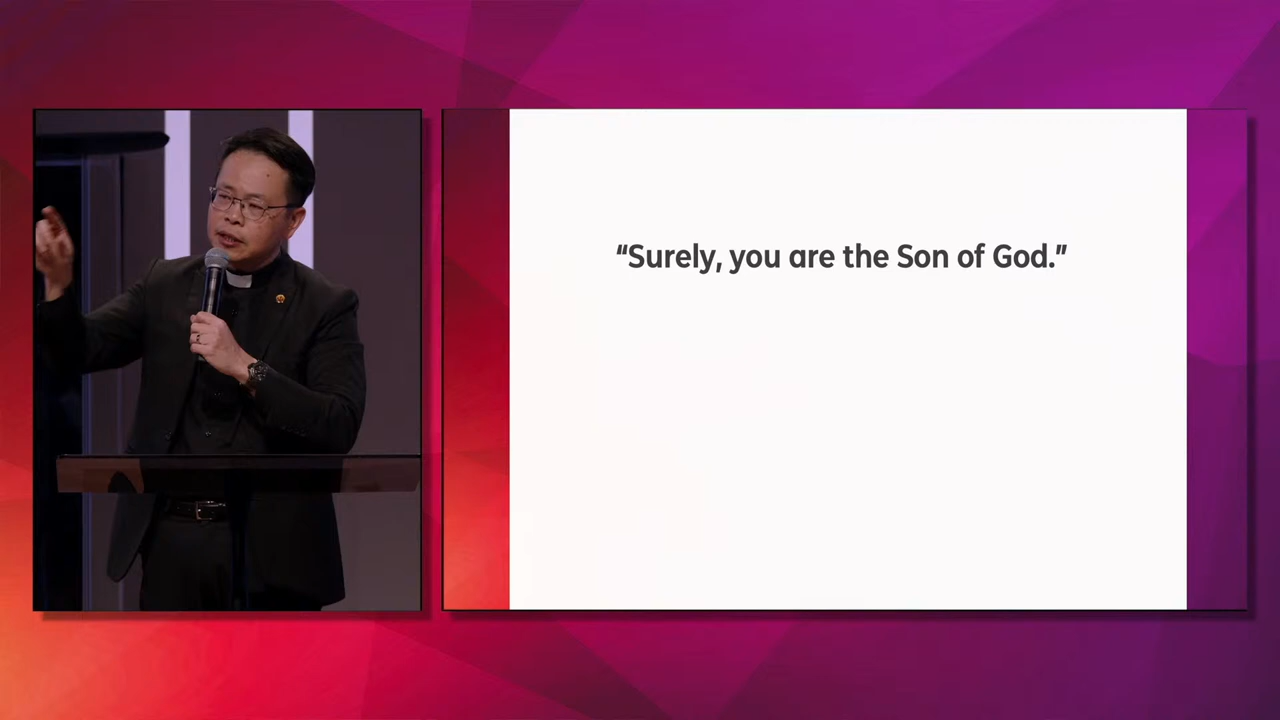 “Surely, you are the Son of God.”